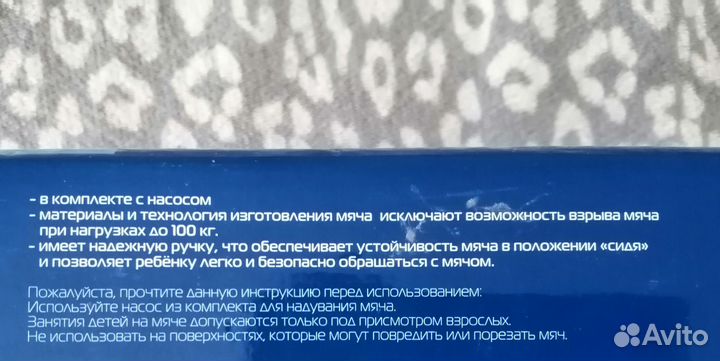 - в комплекте с насосом
- материалы и технология изготовления мяча исключают возможность взрыва мяча
при нагрузках до 100 кг.
- имеет надежную ручку, что обеспечивает устойчивость мяча в положении «сидя»
и позволяет ребёнку легко и безопасно обращаться с мячом.
Пожалуйста, прочтите данную инструкцию перед использованием:
Используйте насос из комплекта для надувания мяча.
Занятия детей на мяче допускаются только под присмотром взрослых.
Не использовать на поверхностях, которые могут повредить или порезать мяч.
Avito